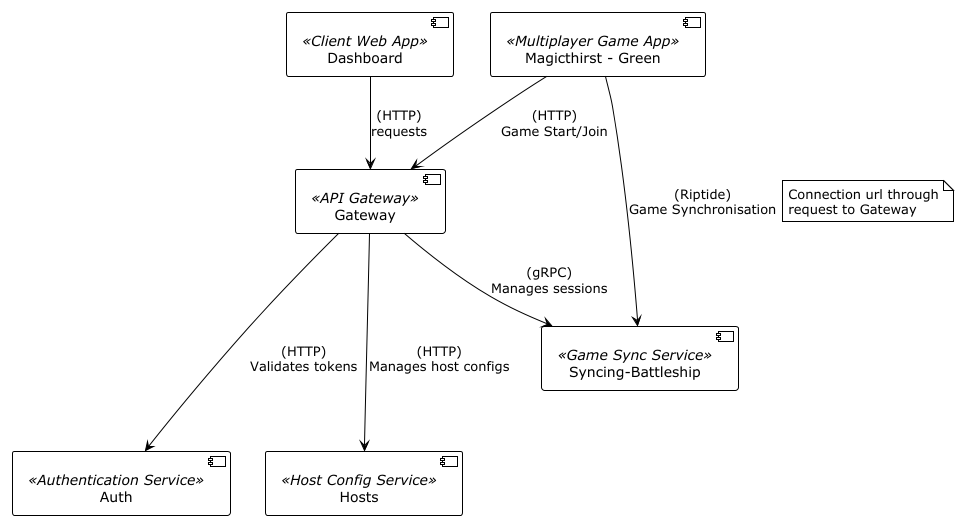 «Client Web App»
Dashboard
«Multiplayer Game App»
Magicthirst - Green
(HTTP)
requests
(HTTP)
Game Start/Join
«API Gateway»
Gateway
(Riptide)
Game Synchronisation
Connection url through
request to Gateway
(gRPC)
Manages sessions
(HTTP)
Validates tokens
(HTTP)
Manages host configs
«Game Sync Service»
Syncing-Battleship
«Authentication Service»
Auth
«Host Config Service»
Hosts